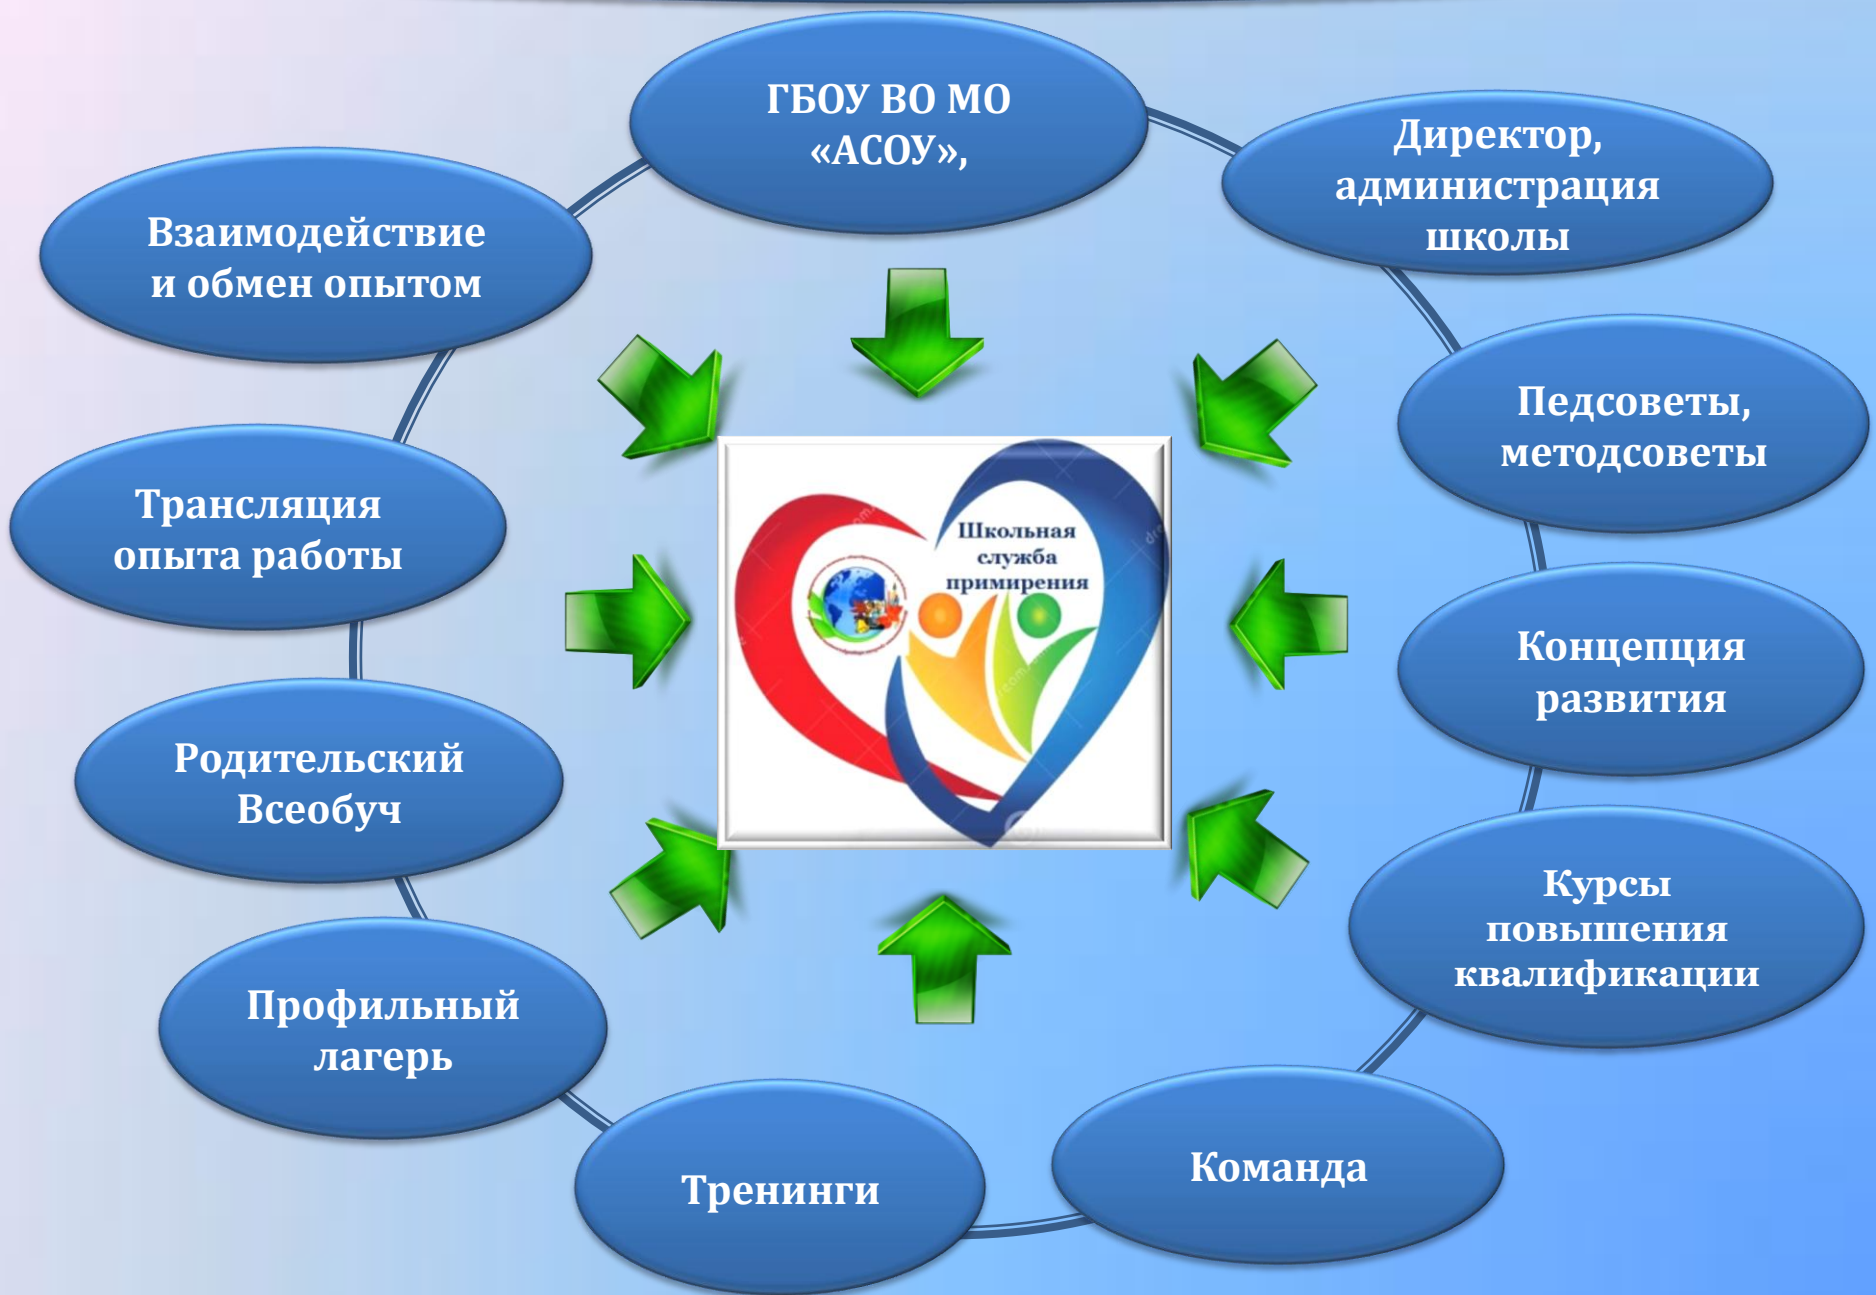 ГБОУ ВО МО
«АСОУ»,
Директор,
администрация
школы
Педсоветы,
методсоветы
Концепция
развития
Курсы
повышения
квалификации
Команда
Тренинги
Профильный
лагерь
Родительский
Всеобуч
Трансляция
опыта работы
Взаимодействие
и обмен опытом
Школьная
служба
примирения